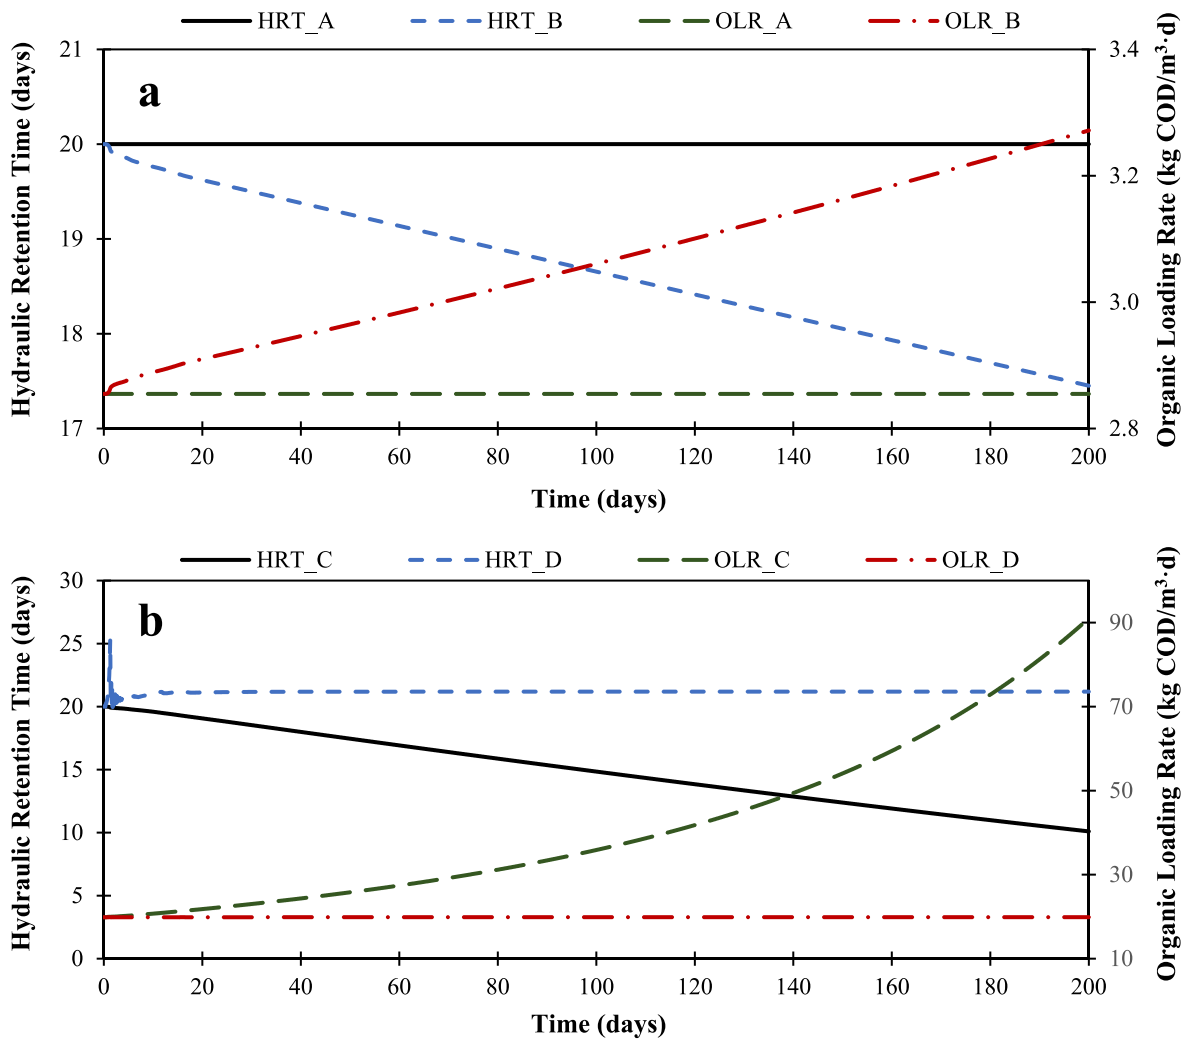 HRT_A HRT_B OLR_A OLR_B
Hydraulic Retention Time (days)
21
20
19
18
17
a
3.4
3.2
3.0
2.8
Organic Loading Rate (kg COD/m³·d)
0 20 40 60 80 100 120 140 160 180 200
Time (days)
HRT_C HRT_D OLR_C OLR_D
Hydraulic Retention Time (days)
30
25
20
15
10
5
0
b
90
70
50
30
10
Organic Loading Rate (kg COD/m³·d)
0 20 40 60 80 100 120 140 160 180 200
Time (days)